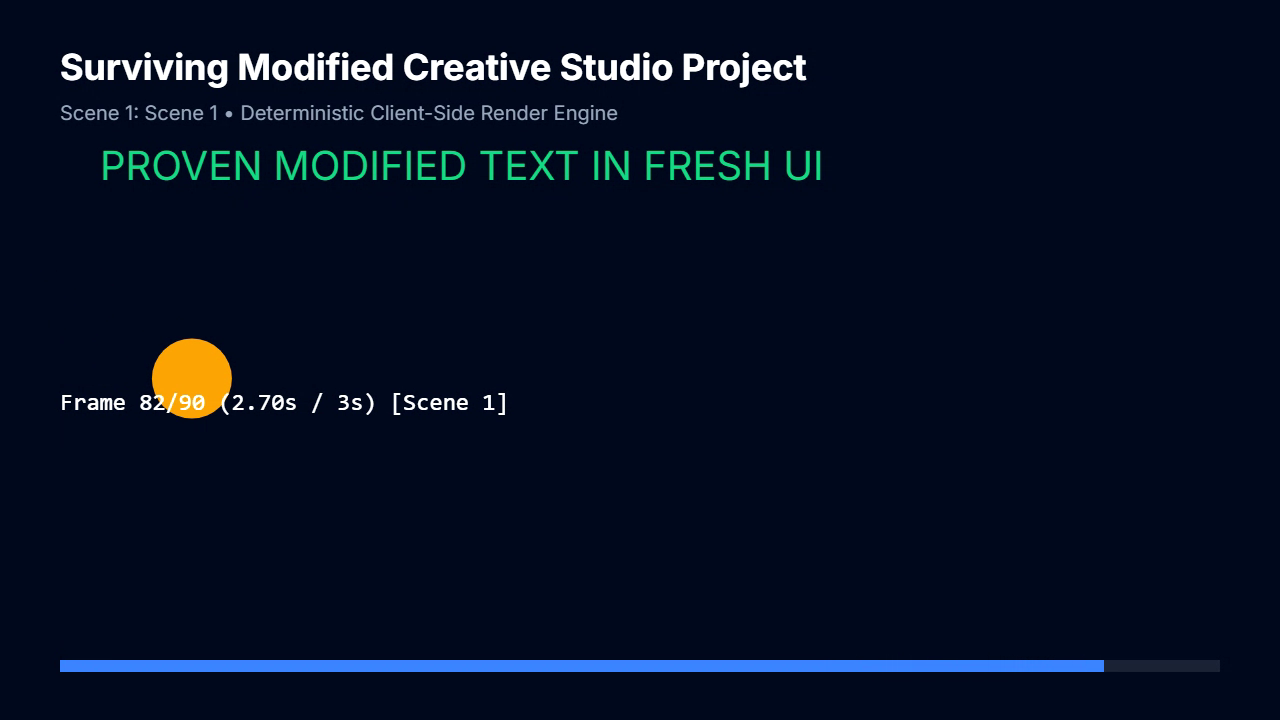 Surviving Modified Creative Studio Project
Scene 1: Scene 1 • Deterministic Client-Side Render Engine
PROVEN MODIFIED TEXT IN FRESH UI
Frame 82/90 (2.70s / 3s) [Scene 1]